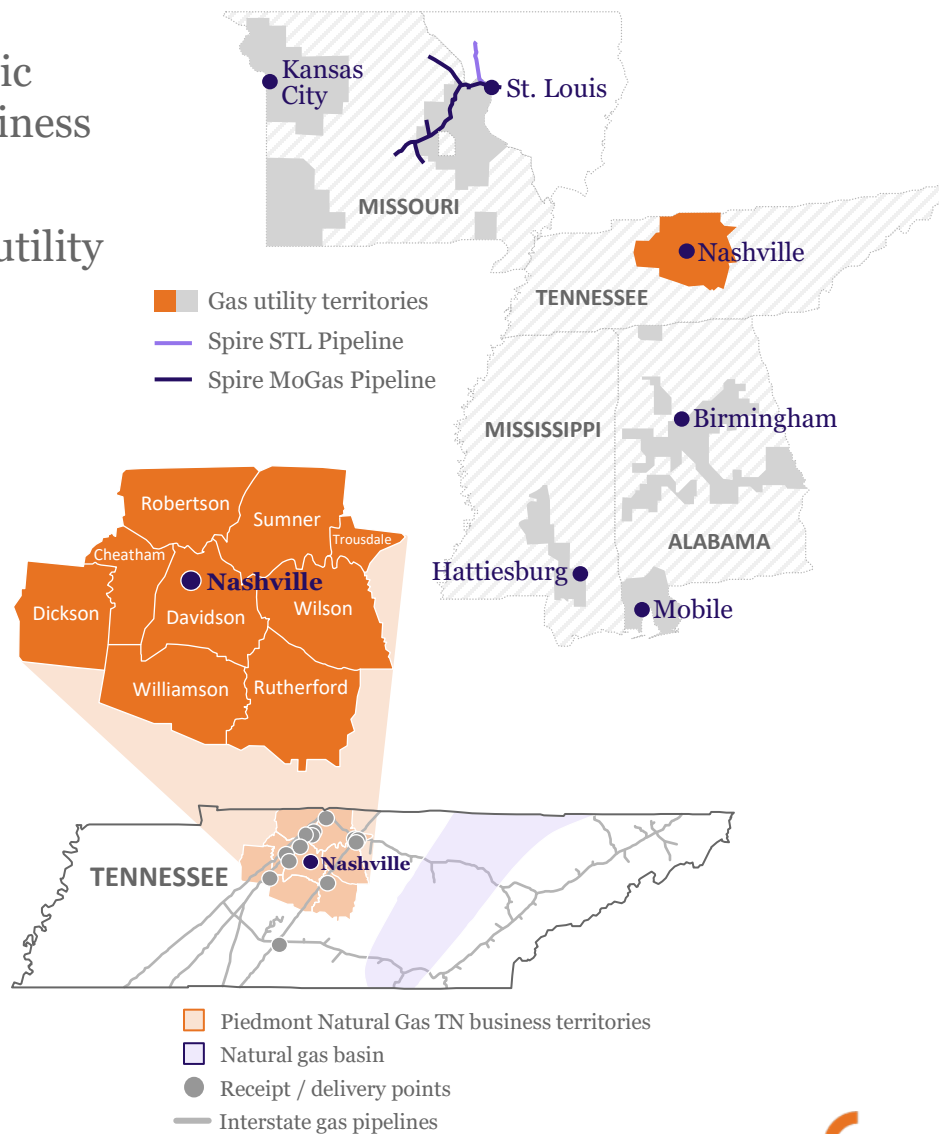 ic
iness
utility
Kansas
City
St. Louis
MISSOURI
Nashville
TENNESSEE
Gas utility territories
Spire STL Pipeline
Spire MoGas Pipeline
MISSISSIPPI
Birmingham
ALABAMA
Hattiesburg
Mobile
Robertson
Sumner
Trousdale
Cheatham
Nashville
Dickson
Davidson
Wilson
Williamson
Rutherford
TENNESSEE
Nashville
Piedmont Natural Gas TN business territories
Natural gas basin
Receipt / delivery points
Interstate gas pipelines